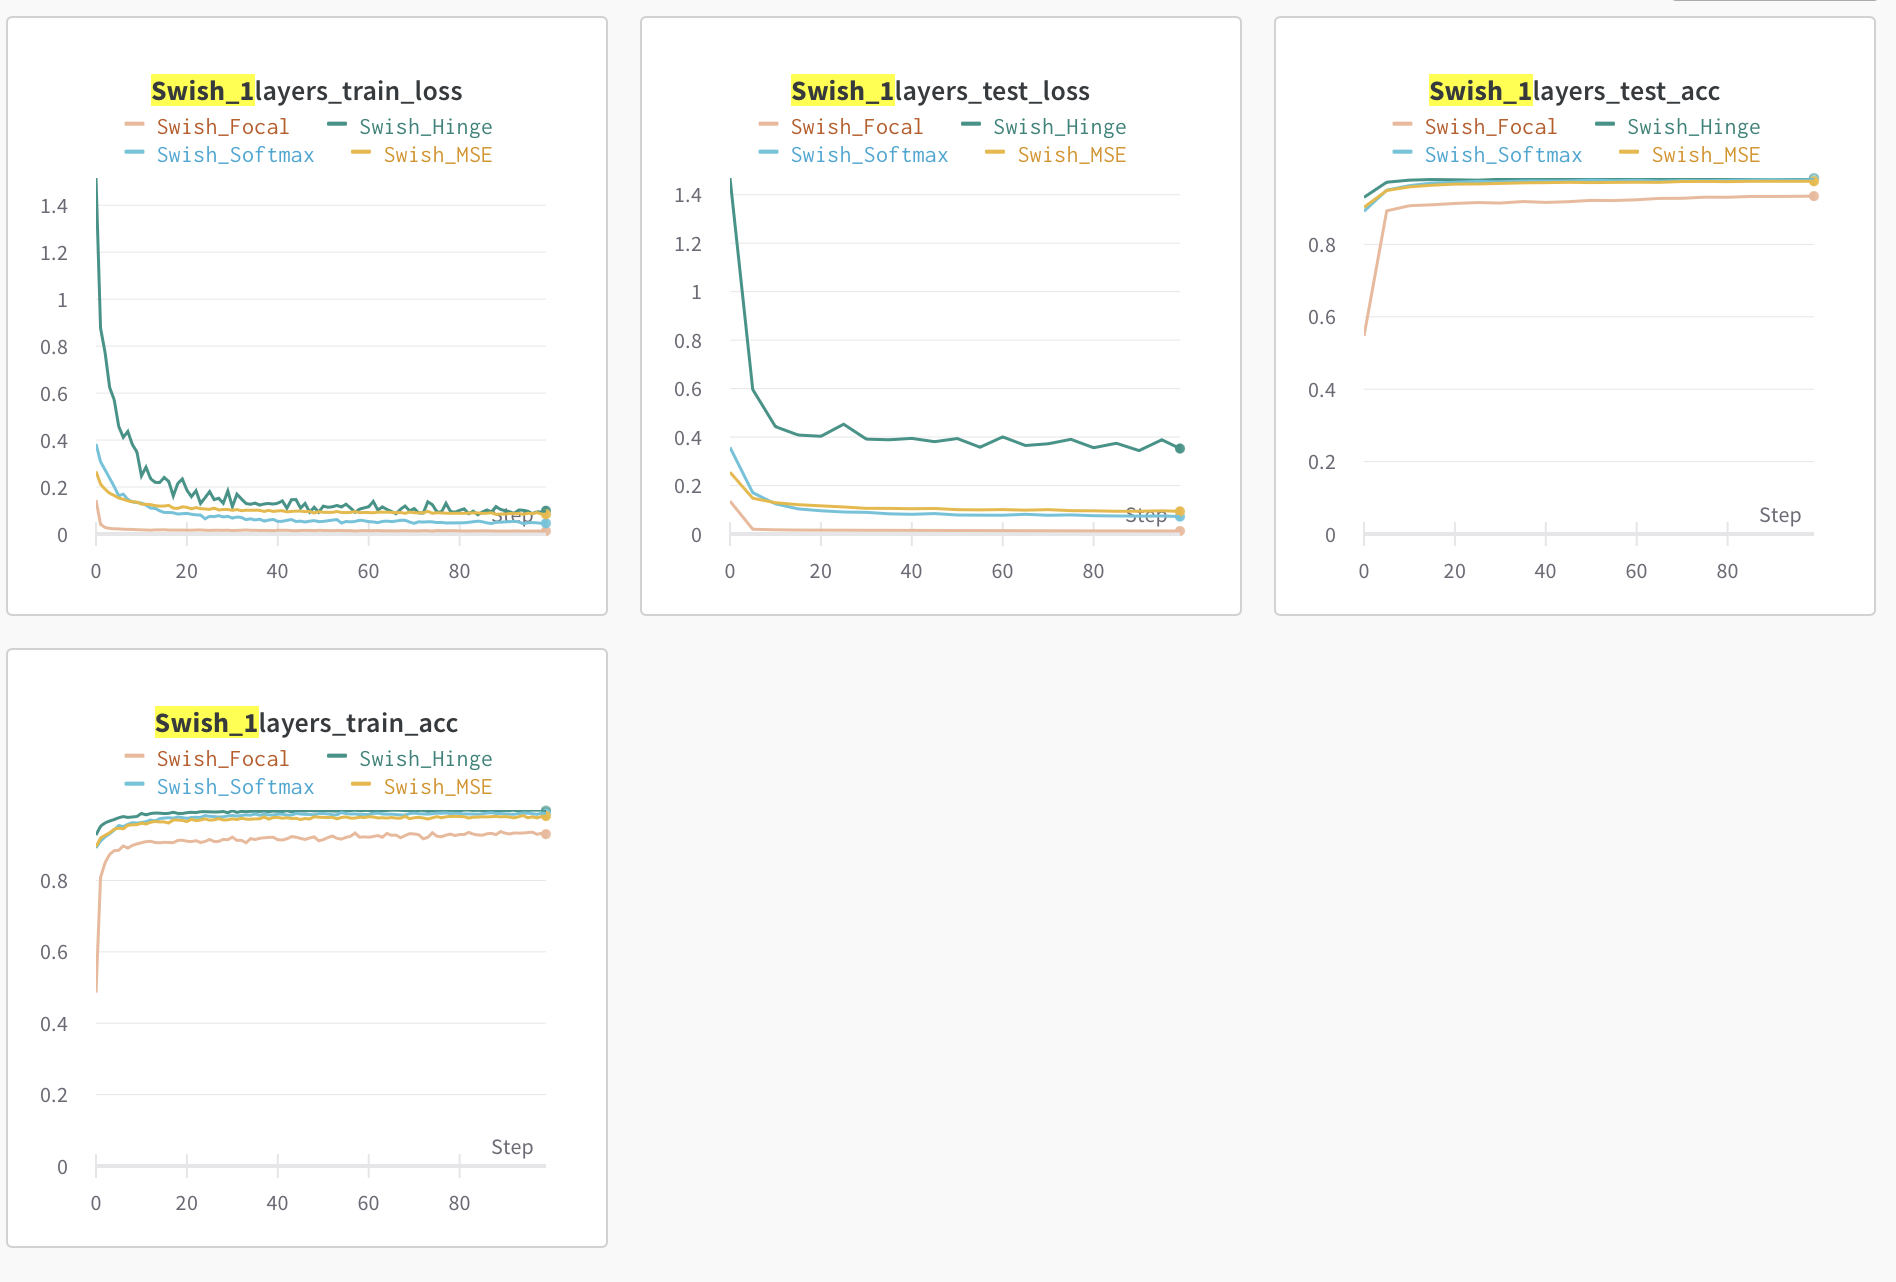 Swish_1layers_train_loss
Swish_Focal Swish_Hinge
Swish_Softmax Swish_MSE
1.4
1.2
1
0.8
0.6
0.4
0.2
0
Step
0 20 40 60 80
Swish_1layers_test_loss
Swish_Focal Swish_Hinge
Swish_Softmax Swish_MSE
1.4
1.2
1
0.8
0.6
0.4
0.2
0
Step
0 20 40 60 80
Swish_1layers_test_acc
Swish_Focal Swish_Hinge
Swish_Softmax Swish_MSE
0.8
0.6
0.4
0.2
0
Step
0 20 40 60 80
Swish_1layers_train_acc
Swish_Focal Swish_Hinge
Swish_Softmax Swish_MSE
0.8
0.6
0.4
0.2
0
Step
0 20 40 60 80